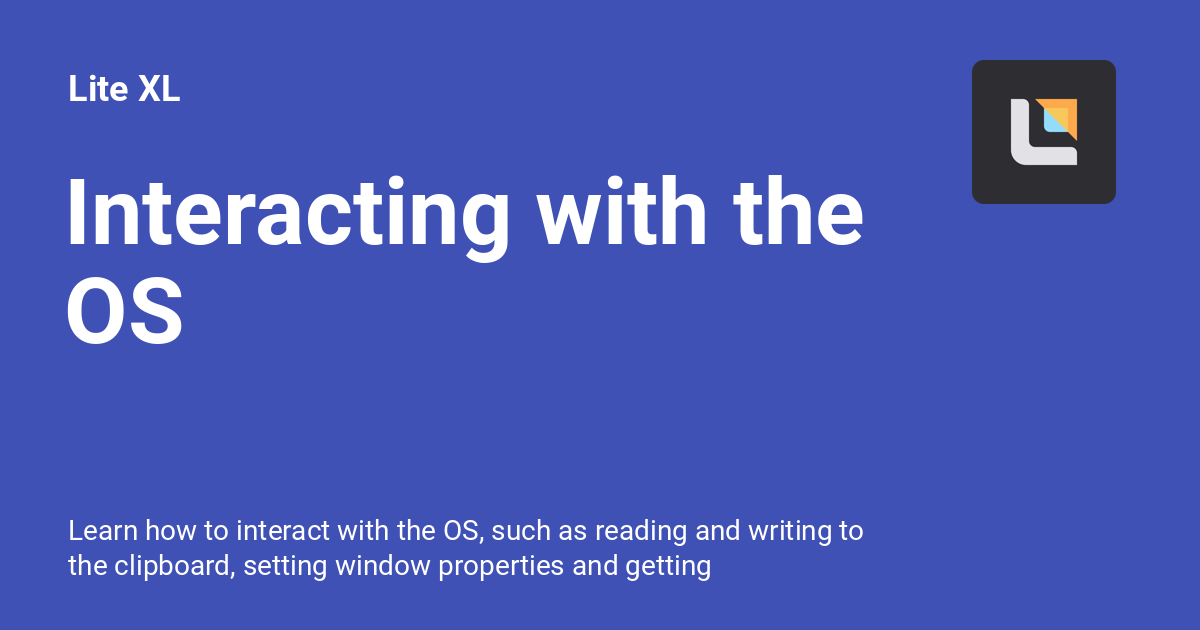 Lite XL
Interacting with the
OS
Learn how to interact with the OS, such as reading and writing to
the clipboard, setting window properties and getting